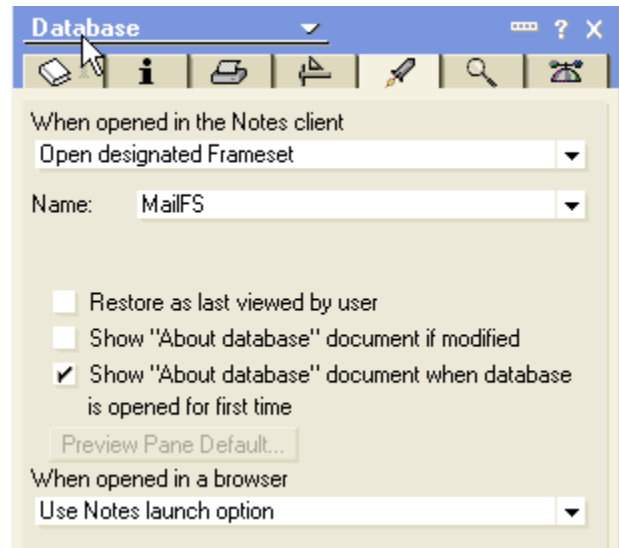 Database
? X
i
When opened in the Notes client
Open designated Frameset
Name: MailFS
Restore as last viewed by user
Show "About database" document if modified
Show "About database" document when database
is opened for first time
Preview Pane Default...
When opened in a browser
Use Notes launch option